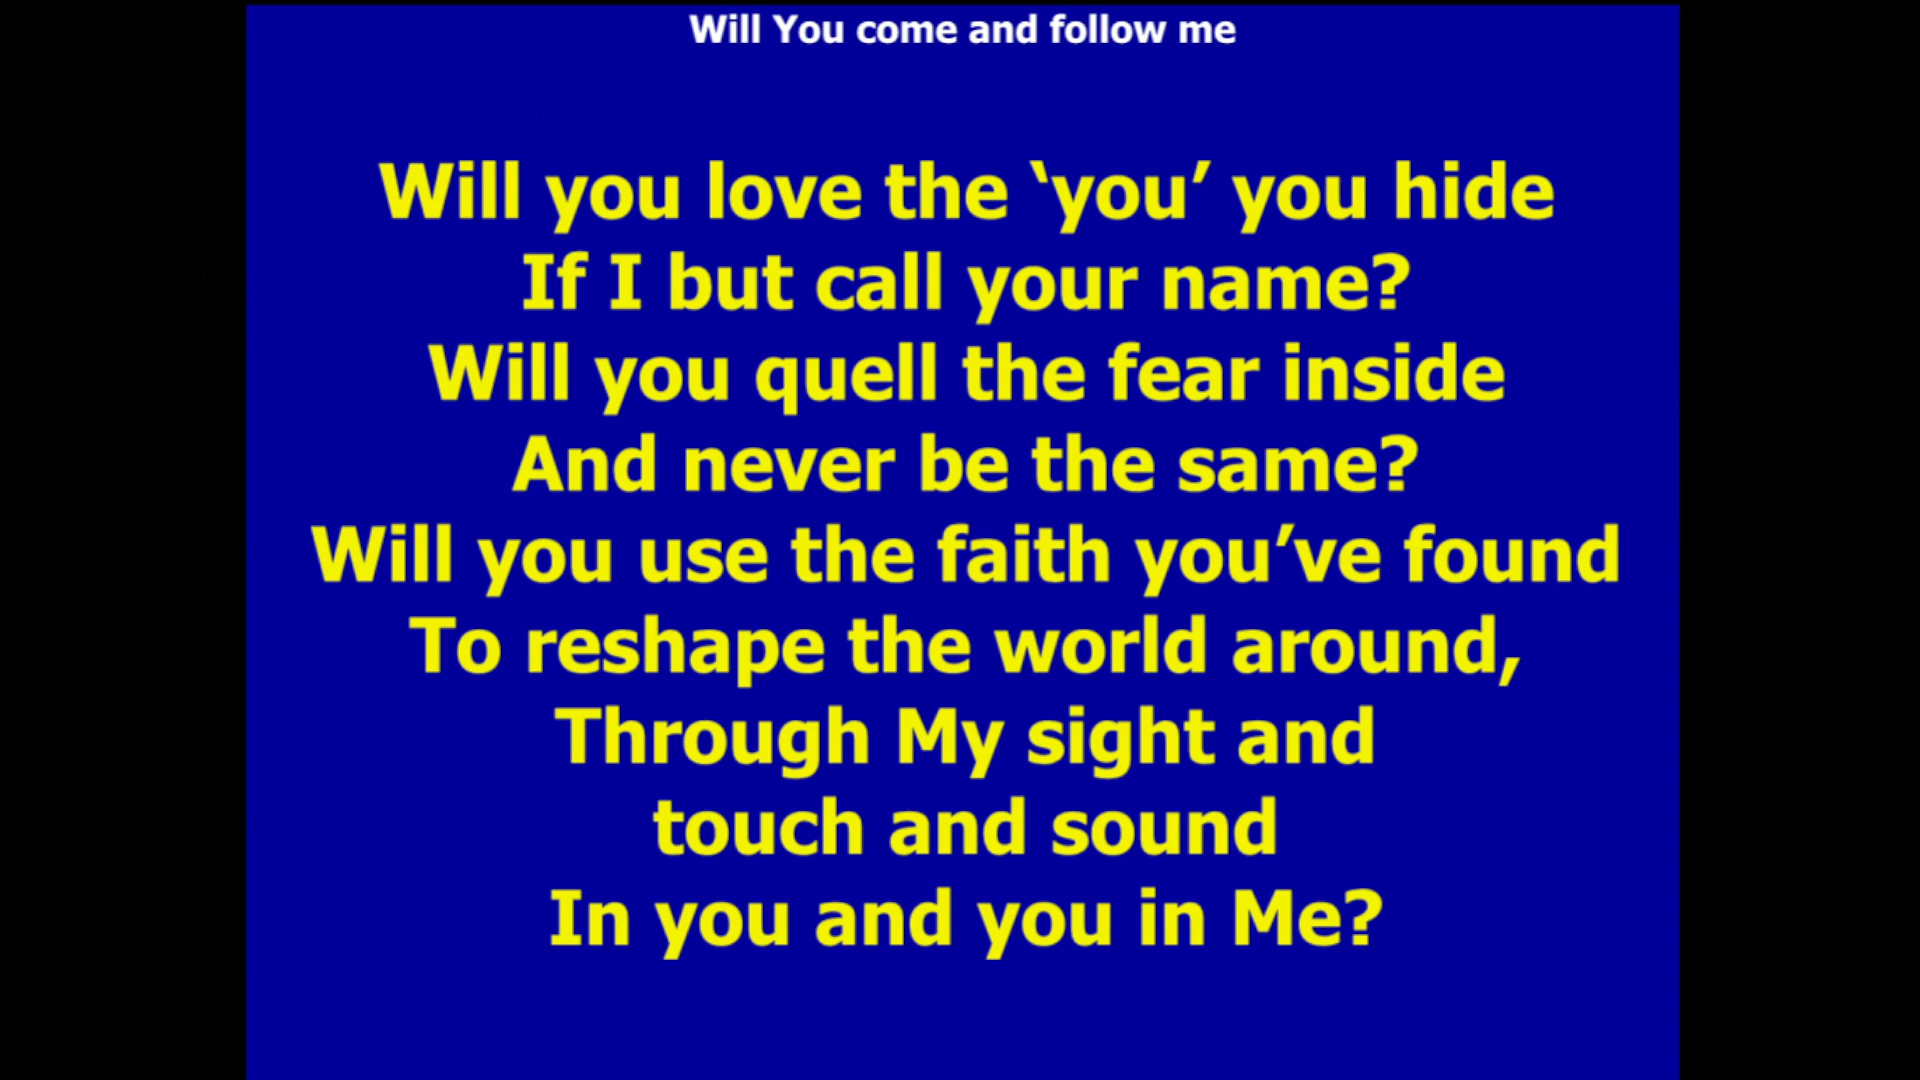 Will You come and follow me
Will you love the ‘you’ you hide
If I but call your name?
Will you quell the fear inside
And never be the same?
Will you use the faith you’ve found
To reshape the world around,
Through My sight and
touch and sound
In you and you in Me?